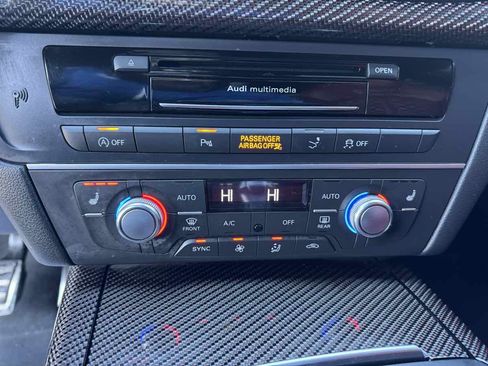 OPEN
Audi multimedia
A OFF
PASSENGER
AIRBAG OFF
OFF
AUTO
HI HI
AUTO
FRONT
A/C
OFF
REAR
SYNC